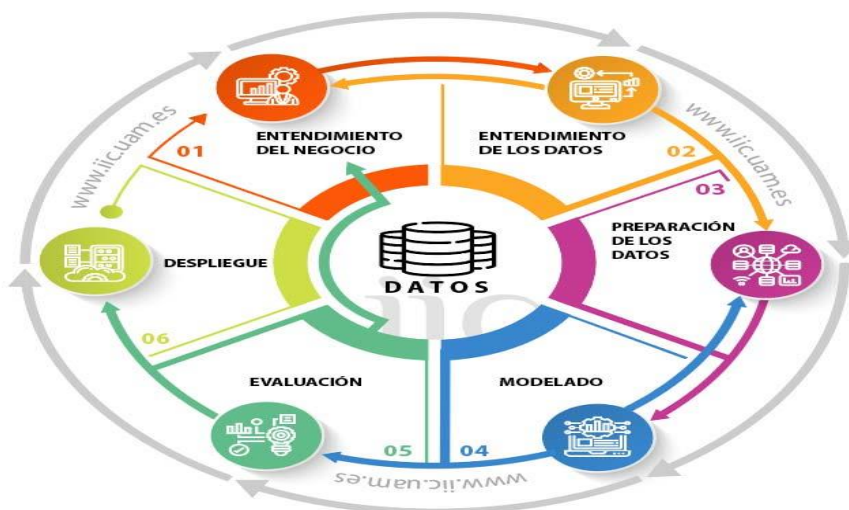 www.iic.uam.es
01
ENTENDIMIENTO
DEL NEGOCIO
ENTENDIMIENTO
DE LOS DATOS
02
www.iic.uam.es
03
PREPARACIÓN
DE LOS
DATOS
DATOS
iic
DESPLIEGUE
06
EVALUACIÓN
05
MODELADO
04
www.iic.uam.es